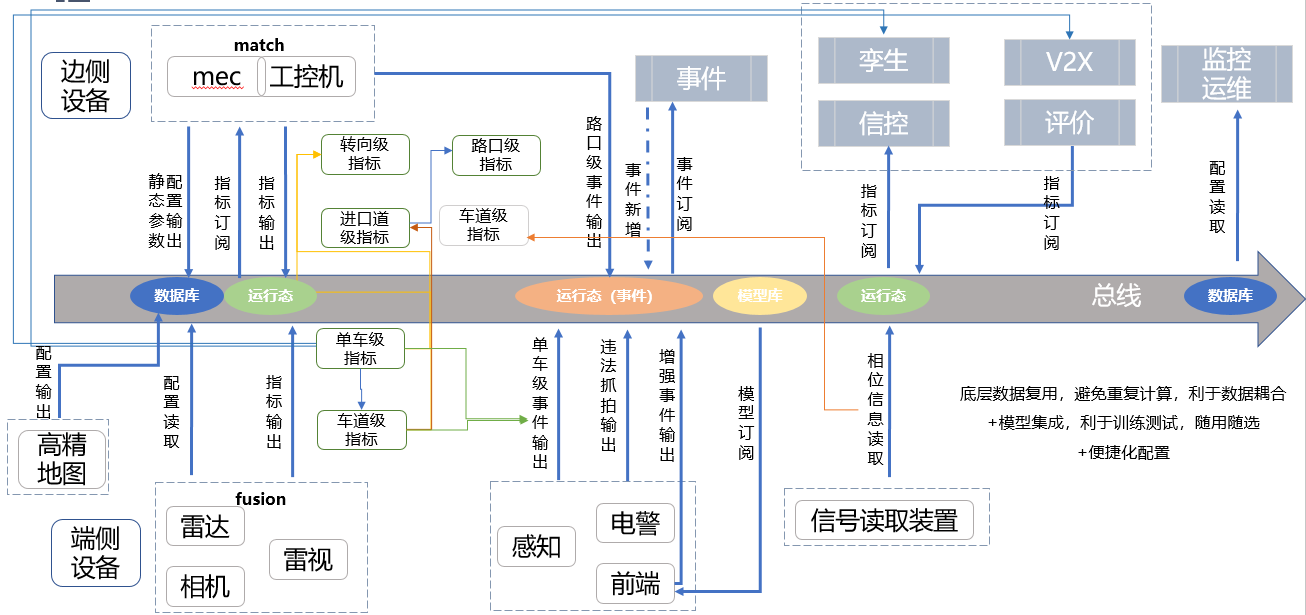 match
边侧
设备
mec
工控机
事件
孪生
V2X
监控
运维
信控
评价
转向级
指标
路口级
指标
进口道
级指标
车道级
指标
静态参数
配置输出
指标订阅
指标输出
路口级事件输出
事件新增
事件订阅
指标订阅
指标订阅
配置读取
数据库
运行态
运行态（事件）
模型库
运行态
总线
数据库
单车级
指标
车道级
指标
配置输出
配置读取
指标输出
单车级事件输出
违法抓拍输出
增强事件输出
模型订阅
相位信息读取
底层数据复用，避免重复计算，利于数据耦合
+模型集成，利于训练测试，随用随选
+便捷化配置
高精
地图
fusion
雷达
雷视
相机
端侧
设备
感知
电警
前端
信号读取装置